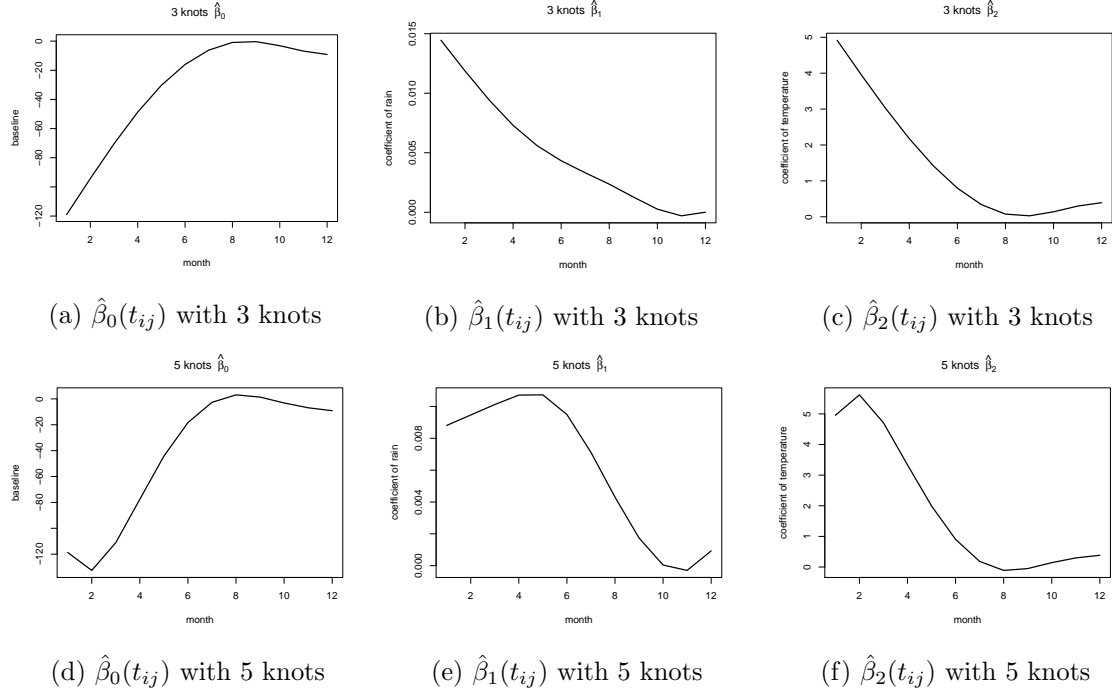 3 knots β̂₀
baseline
0
−20
−40
−60
−80
−120
2 4 6 8 10 12
month
3 knots β̂₁
coefficient of rain
0.015
0.010
0.005
0.000
2 4 6 8 10 12
month
3 knots β̂₂
coefficient of temperature
5
4
3
2
1
0
2 4 6 8 10 12
month
(a) β̂₀(tᵢⱼ) with 3 knots
(b) β̂₁(tᵢⱼ) with 3 knots
(c) β̂₂(tᵢⱼ) with 3 knots
5 knots β̂₀
baseline
0
−20
−40
−60
−80
−120
2 4 6 8 10 12
month
5 knots β̂₁
coefficient of rain
0.008
0.004
0.000
2 4 6 8 10 12
month
5 knots β̂₂
coefficient of temperature
5
4
3
2
1
0
2 4 6 8 10 12
month
(d) β̂₀(tᵢⱼ) with 5 knots
(e) β̂₁(tᵢⱼ) with 5 knots
(f) β̂₂(tᵢⱼ) with 5 knots